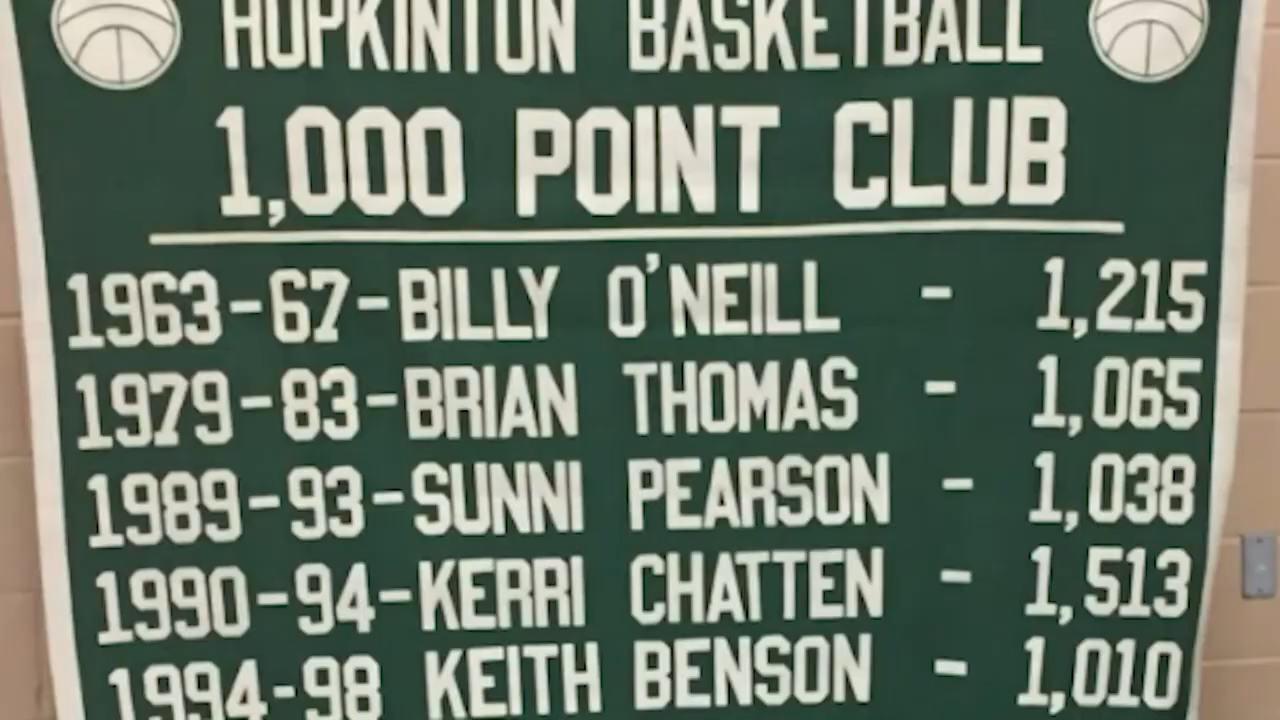 HOPKINTON BASKETBALL
1,000 POINT CLUB
1963-67-BILLY O'NEILL - 1,215
1979-83-BRIAN THOMAS - 1,065
1989-93-SUNNI PEARSON - 1,038
1990-94-KERRI CHATTEN - 1,513
1994-98 KEITH BENSON - 1,010